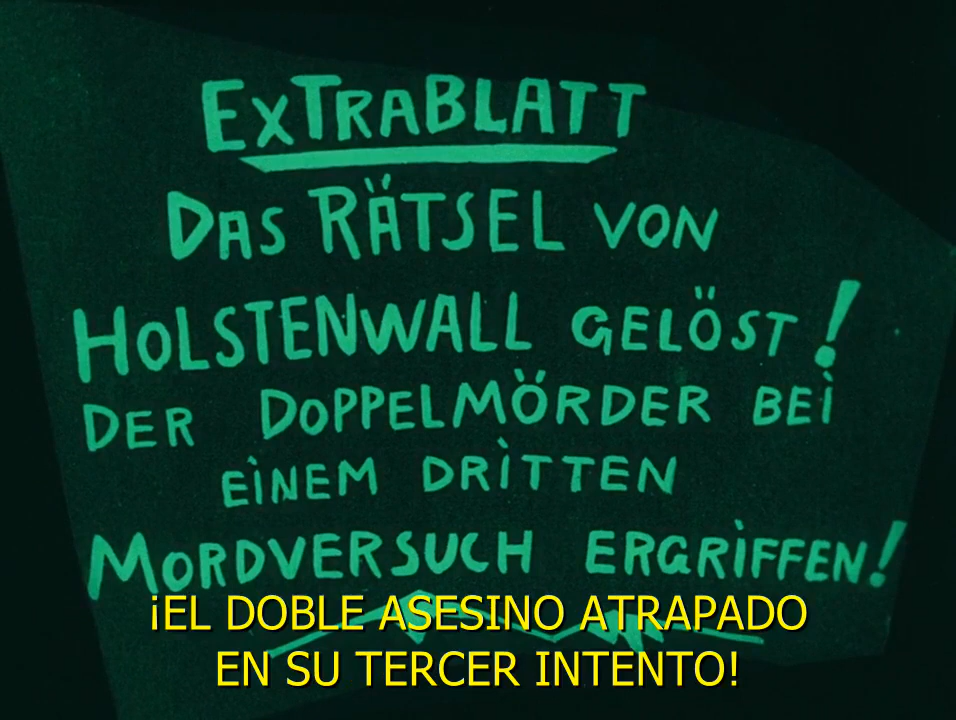 EXTRABLATT
DAS RÄTSEL VON
HOLSTENWALL GELÖST!
DER DOPPELMÖRDER BEI
EINEM DRITTEN
MORDVERSUCH ERGRIFFEN!
¡EL DOBLE ASESINO ATRAPADO
EN SU TERCER INTENTO!